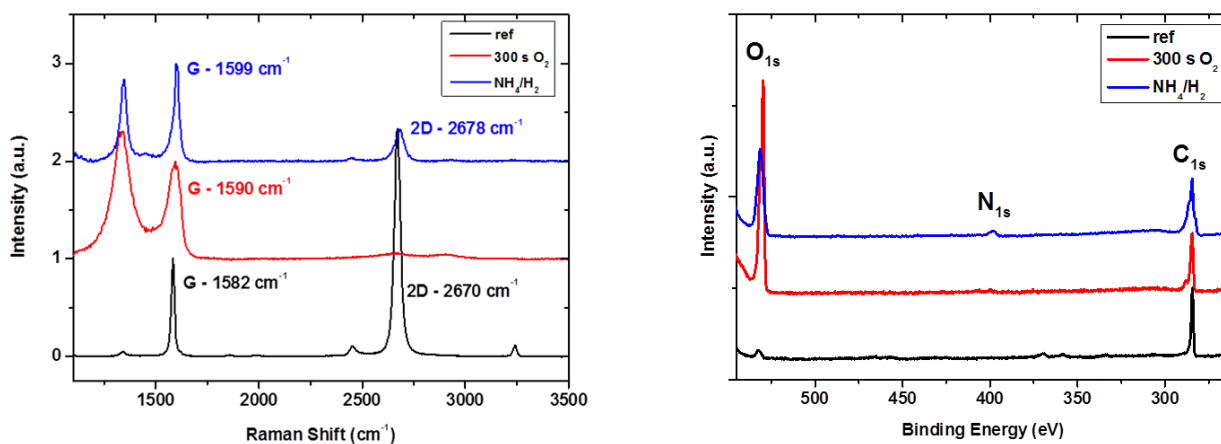 ref
300 s O₂
NH₄/H₂
3
G - 1599 cm⁻¹
2D - 2678 cm⁻¹
2
G - 1590 cm⁻¹
1
G - 1582 cm⁻¹
2D - 2670 cm⁻¹
0
1500 2000 2500 3000 3500
Raman Shift (cm⁻¹)
Intensity (a.u.)
ref
300 s O₂
NH₄/H₂
O₁ₛ
C₁ₛ
N₁ₛ
500 450 400 350 300
Binding Energy (eV)
Intensity (a.u.)